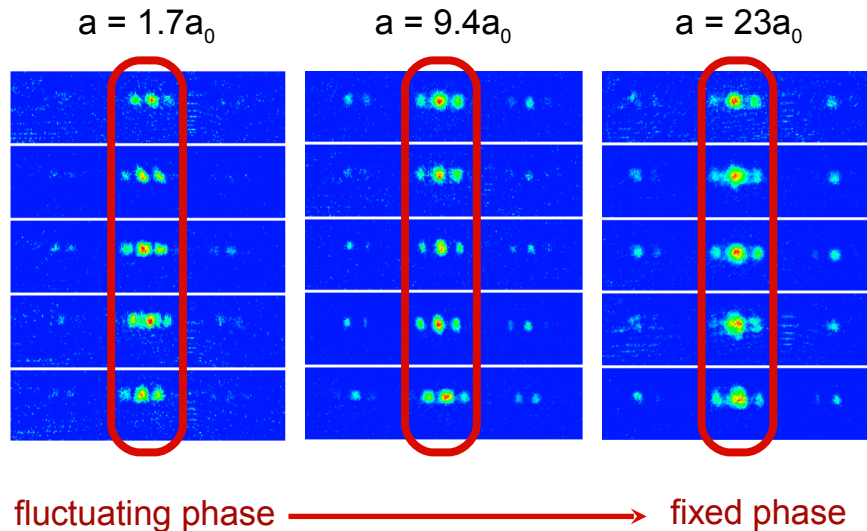 a = 1.7a₀ a = 9.4a₀ a = 23a₀
fluctuating phase fixed phase